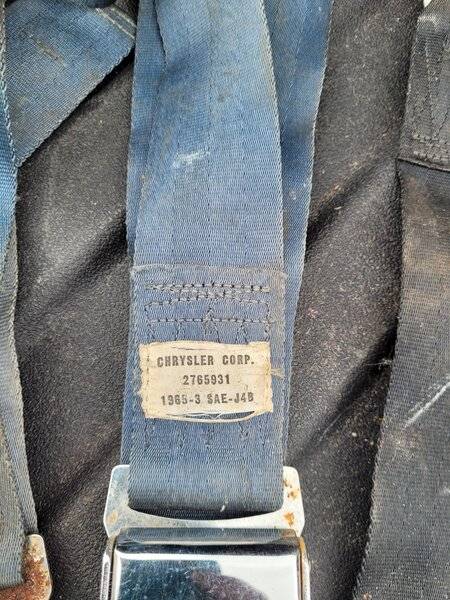 CHRYSLER CORP.
2765931
1965-3 SAE-J4B